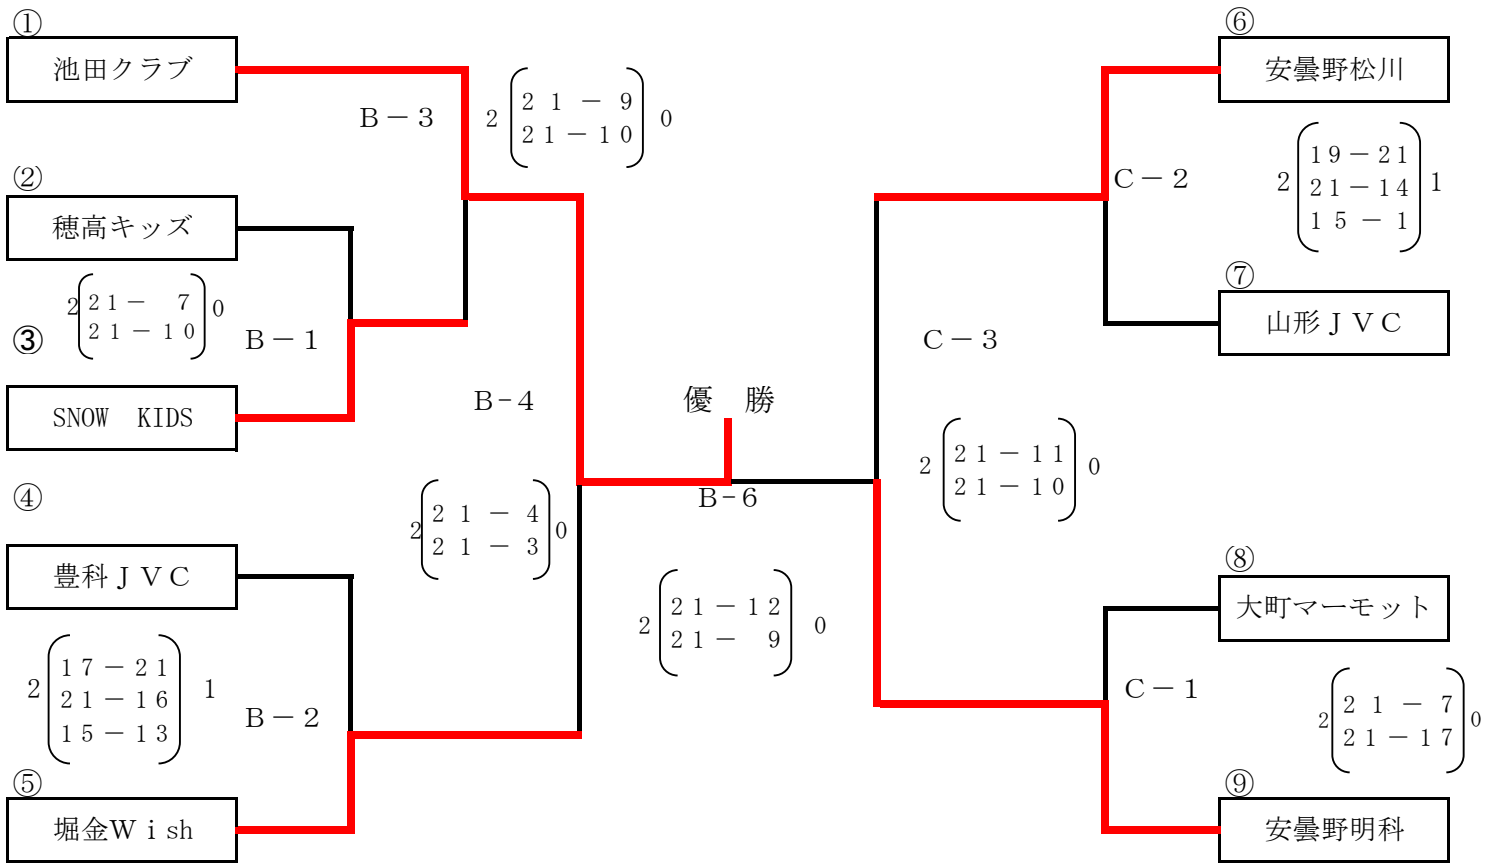 ①
池田クラブ
Ｂ－３
2 ２１－９ 0
２１－１０
②
穂高キッズ
2 ２１－　７ 0
２１－１０
Ｂ－１
③
SNOW　KIDS
Ｂ-４
2 ２１－４ 0
２１－３
④
豊科ＪＶＣ
2 １７－２１ 1
２１－１６
１５－１３
Ｂ－２
⑤
堀金Ｗｉsh
優　勝
Ｂ-６
2 ２１－１２ 0
２１－　９
⑥
安曇野松川
Ｃ－２
2 １９－２１ 1
２１－１４
１５－１
⑦
山形ＪＶＣ
Ｃ－３
2 ２１－１１ 0
２１－１０
⑧
大町マーモット
Ｃ－１
2 ２１－７ 0
２１－１７
⑨
安曇野明科